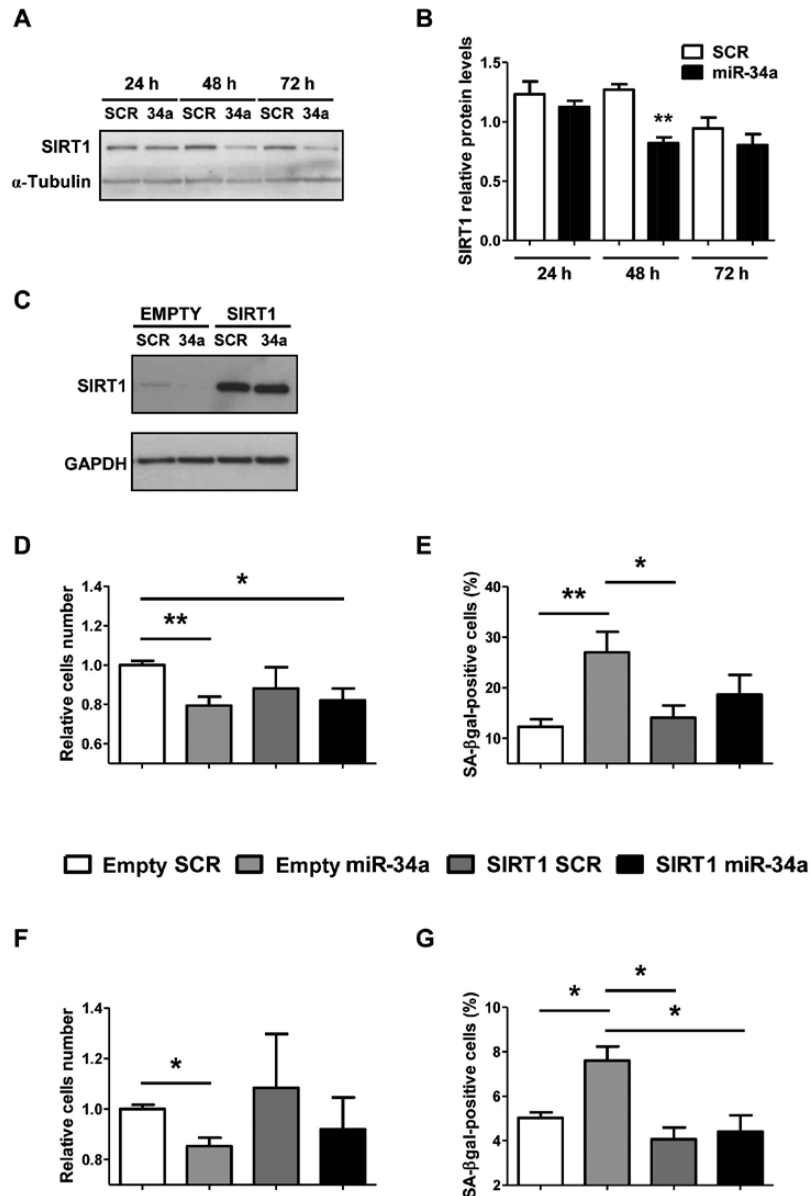 A
24 h 48 h 72 h
SCR 34a SCR 34a SCR 34a
SIRT1
α-Tubulin
B
SCR
miR-34a
SIRT1 relative protein levels
1.5
1.0
0.5
0.0
**
24 h 48 h 72 h
C
EMPTY SIRT1
SCR 34a SCR 34a
SIRT1
GAPDH
D
Relative cells number
1.4
1.2
1.0
0.8
0.6
*
**
E
SA-βgal-positive cells (%)
40
30
20
10
**
*
Empty SCR Empty miR-34a SIRT1 SCR SIRT1 miR-34a
F
Relative cells number
1.4
1.2
1.0
0.8
*
G
SA-βgal-positive cells (%)
10
8
6
4
2
*
*
*